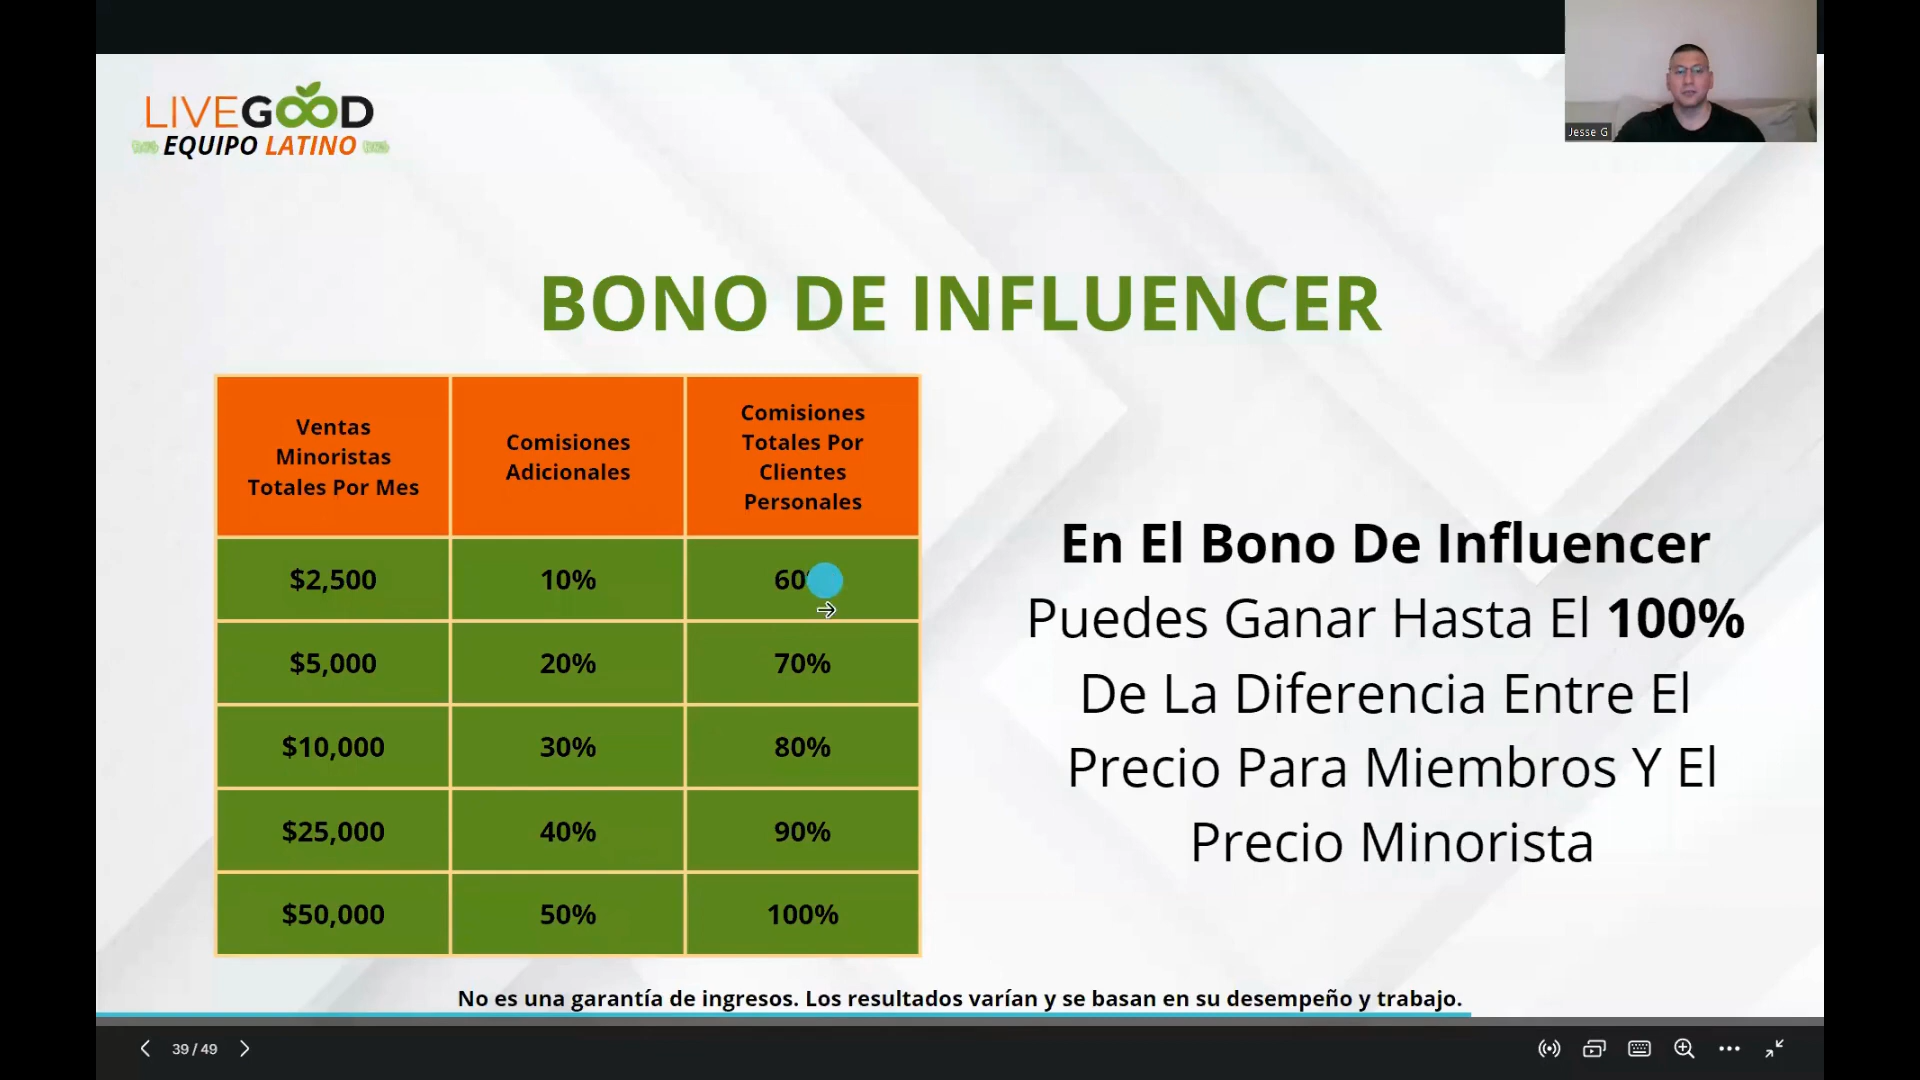 LIVEGOOD
EQUIPO LATINO
Jesse G
BONO DE INFLUENCER
Ventas
Minoristas
Totales Por Mes
Comisiones
Adicionales
Comisiones
Totales Por
Clientes
Personales
$2,500
10%
60
$5,000
20%
70%
$10,000
30%
80%
$25,000
40%
90%
$50,000
50%
100%
En El Bono De Influencer
Puedes Ganar Hasta El 100%
De La Diferencia Entre El
Precio Para Miembros Y El
Precio Minorista
No es una garantía de ingresos. Los resultados varían y se basan en su desempeño y trabajo.
39 / 49